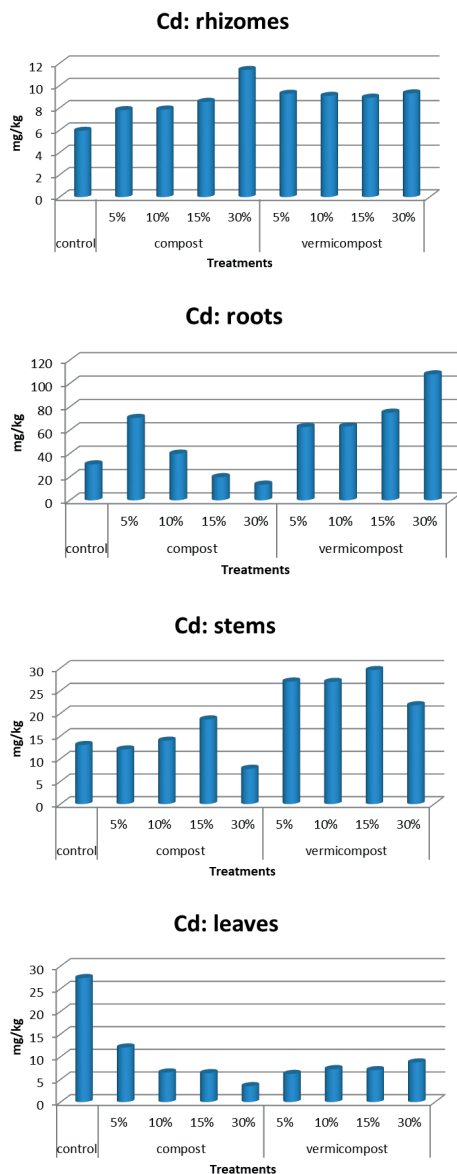 Cd: rhizomes
12
10
8
6
4
2
0
mg/kg
5% 10% 15% 30% 5% 10% 15% 30%
control compost vermicompost
Treatments
Cd: roots
120
100
80
60
40
20
0
mg/kg
5% 10% 15% 30% 5% 10% 15% 30%
control compost vermicompost
Treatments
Cd: stems
30
25
20
15
10
5
0
mg/kg
5% 10% 15% 30% 5% 10% 15% 30%
control compost vermicompost
Treatments
Cd: leaves
30
25
20
15
10
5
0
mg/kg
5% 10% 15% 30% 5% 10% 15% 30%
control compost vermicompost
Treatments